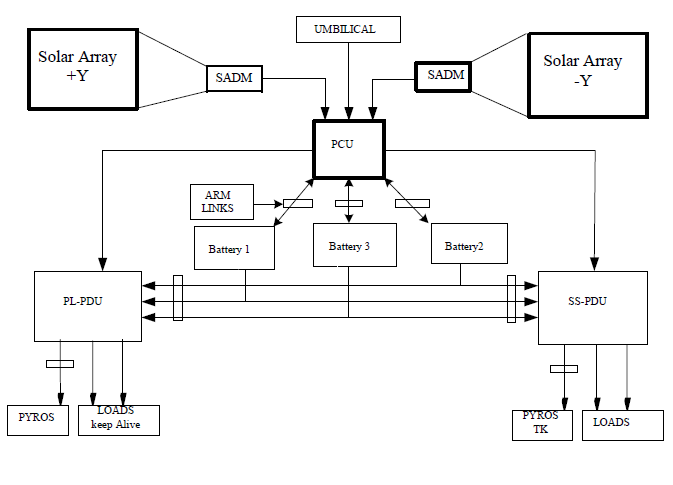 UMBILICAL
Solar Array
+Y
SADM
SADM
Solar Array
-Y
PCU
ARM
LINKS
Battery 1
Battery 3
Battery2
PL-PDU
SS-PDU
PYROS
LOADS
keep Alive
PYROS
TK
LOADS